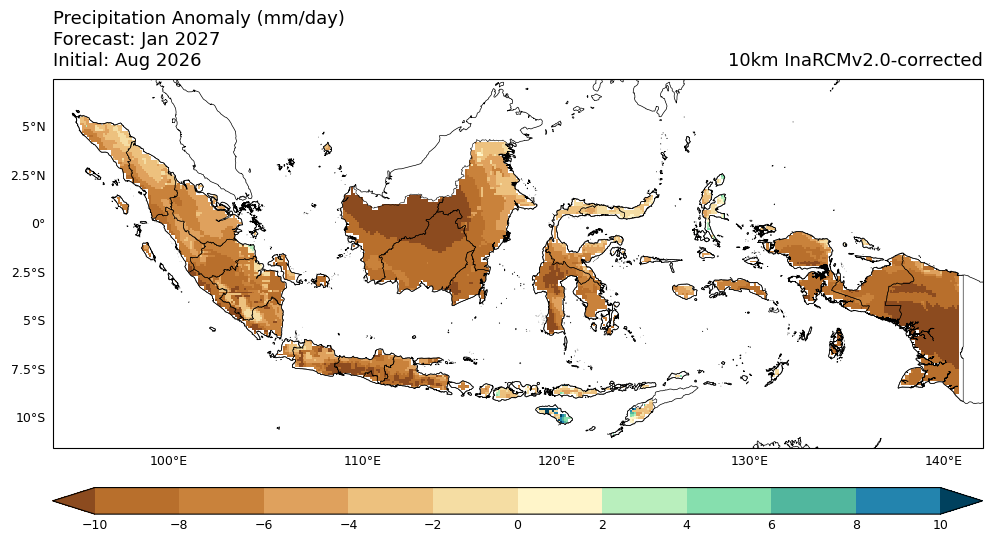 Precipitation Anomaly (mm/day)
Forecast: Jan 2027
Initial: Aug 2026
10km InaRCMv2.0-corrected
5°N
2.5°N
0°
2.5°S
5°S
7.5°S
10°S
100°E 110°E 120°E 130°E 140°E
−10 −8 −6 −4 −2 0 2 4 6 8 10